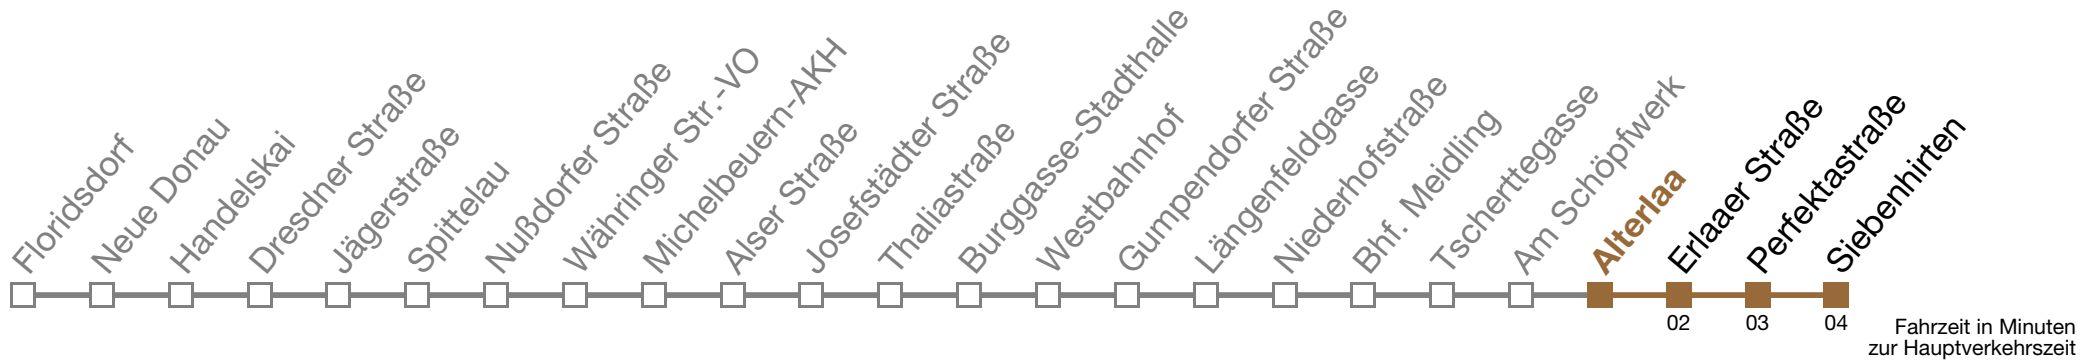 Floridsdorf
Neue Donau
Handelskai
Dresdner Straße
Jägerstraße
Spittelau
Nußdorfer Straße
Währinger Str.-VO
Michelbeuern-AKH
Alser Straße
Josefstädter Straße
Thaliastraße
Burggasse-Stadthalle
Westbahnhof
Gumpendorfer Straße
Längenfeldgasse
Niederhofstraße
Bhf. Meidling
Tscherttegasse
Am Schöpfwerk
Alterlaa
Erlaaer Straße
Perfektastraße
Siebenhirten
02
03
04
Fahrzeit in Minuten
zur Hauptverkehrszeit